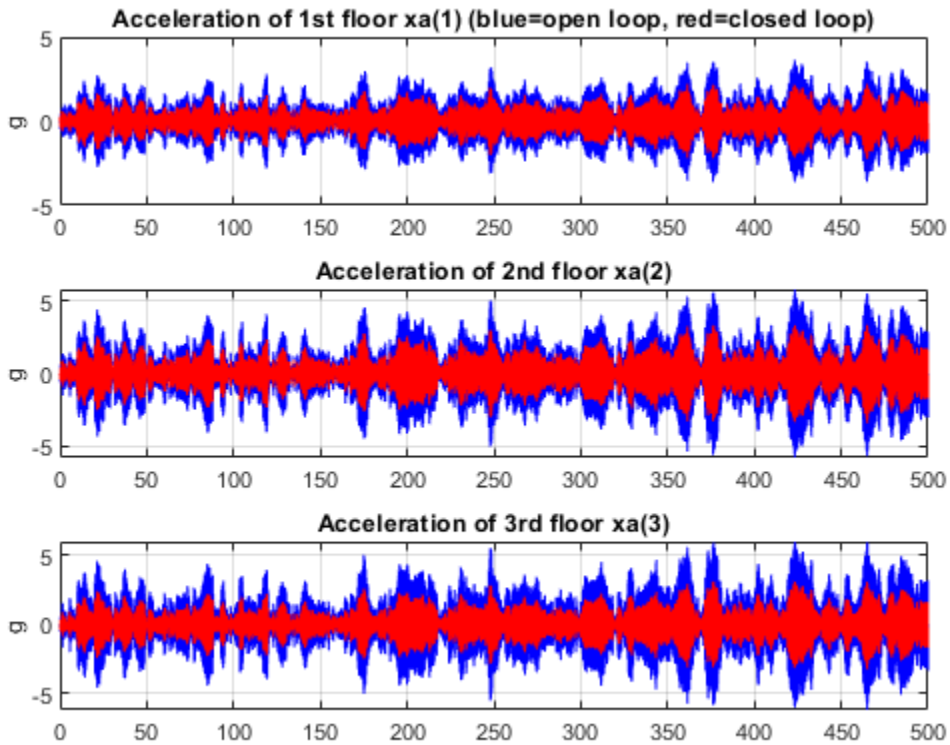 Acceleration of 1st floor xa(1) (blue=open loop, red=closed loop)
5
0
-5
g
0 50 100 150 200 250 300 350 400 450 500
Acceleration of 2nd floor xa(2)
5
0
-5
g
0 50 100 150 200 250 300 350 400 450 500
Acceleration of 3rd floor xa(3)
5
0
-5
g
0 50 100 150 200 250 300 350 400 450 500